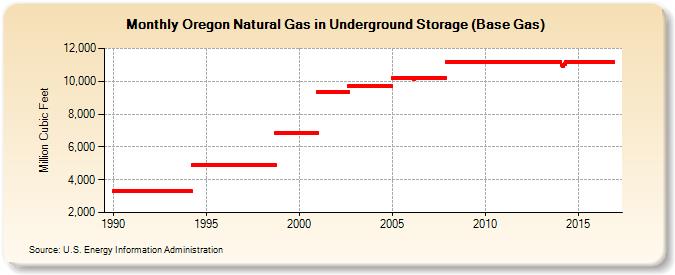 Monthly Oregon Natural Gas in Underground Storage (Base Gas)
Million Cubic Feet
12,000
10,000
8,000
6,000
4,000
2,000
1990 1995 2000 2005 2010 2015
Source: U.S. Energy Information Administration